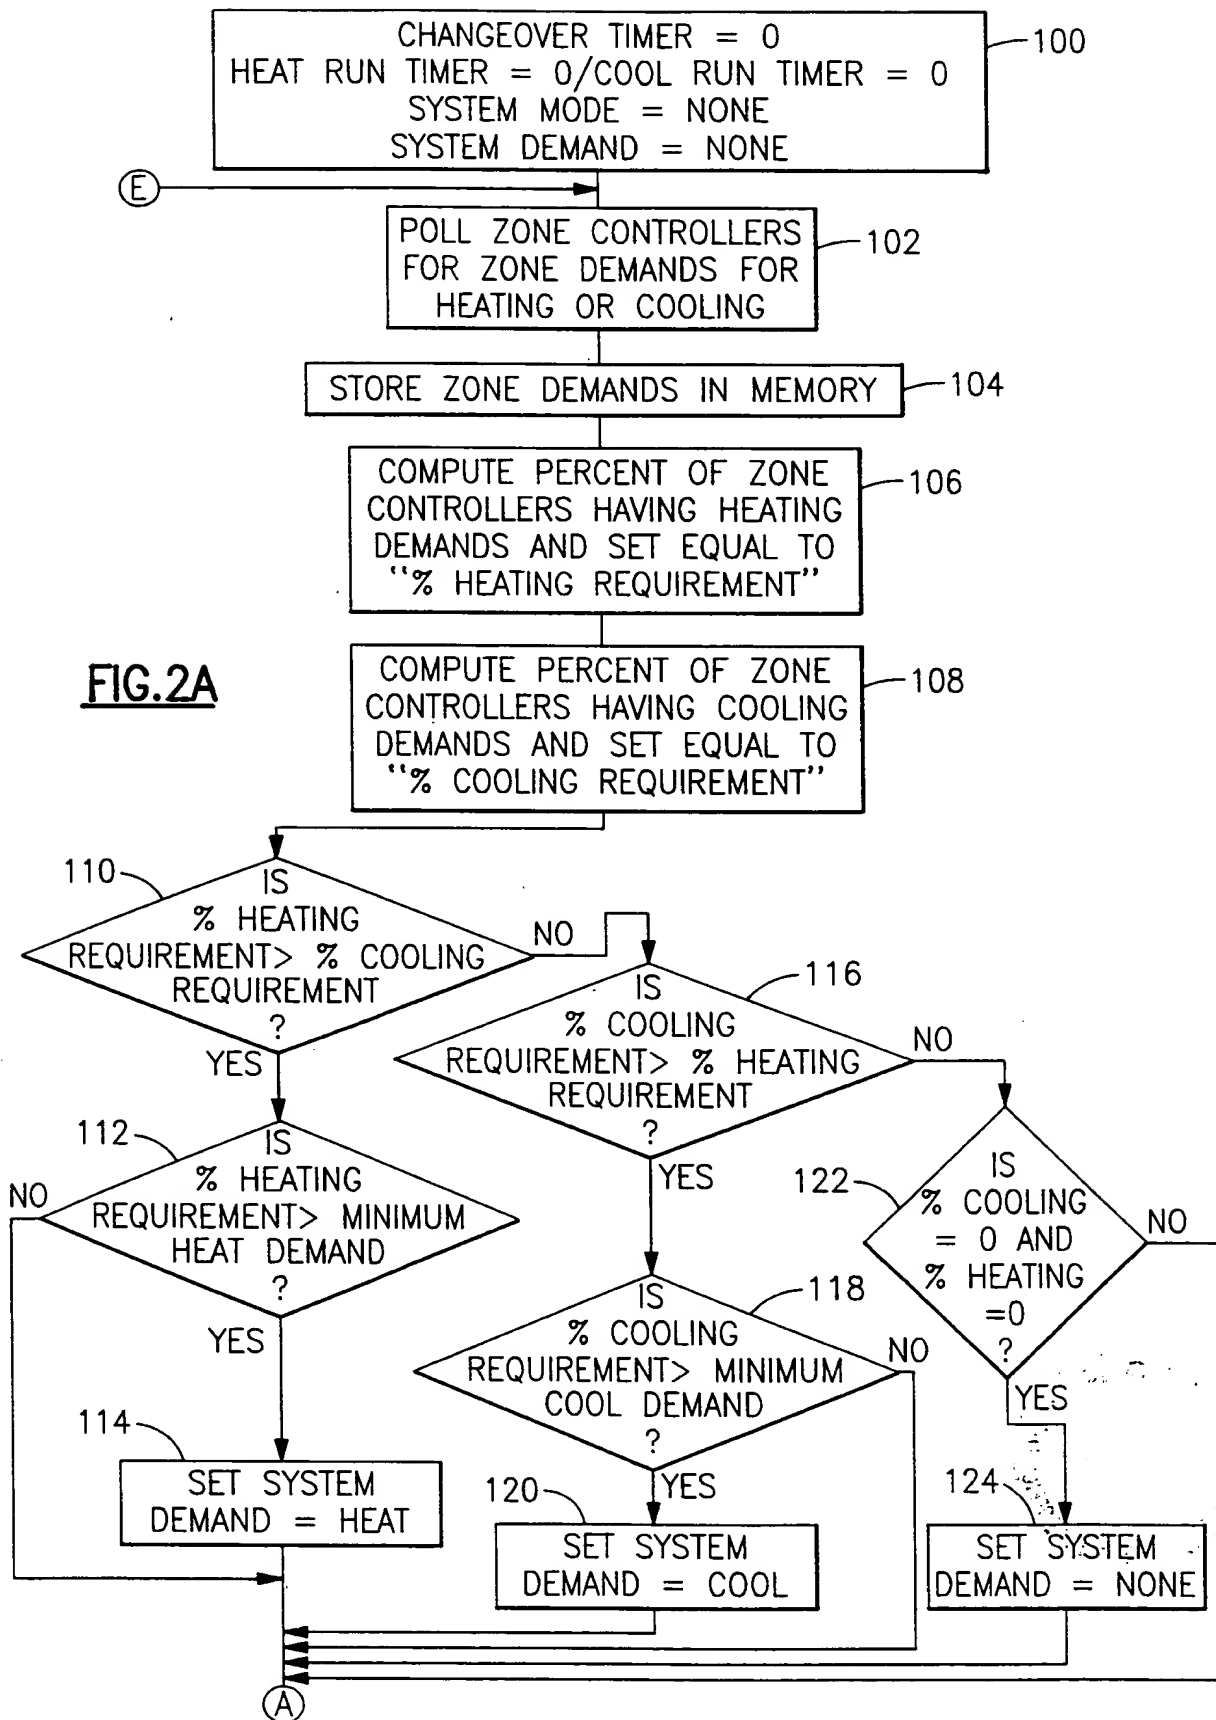 CHANGEOVER TIMER = 0
HEAT RUN TIMER = 0/COOL RUN TIMER = 0
SYSTEM MODE = NONE
SYSTEM DEMAND = NONE
100
E
POLL ZONE CONTROLLERS
FOR ZONE DEMANDS FOR
HEATING OR COOLING
102
STORE ZONE DEMANDS IN MEMORY
104
COMPUTE PERCENT OF ZONE
CONTROLLERS HAVING HEATING
DEMANDS AND SET EQUAL TO
"% HEATING REQUIREMENT"
106
FIG.2A
COMPUTE PERCENT OF ZONE
CONTROLLERS HAVING COOLING
DEMANDS AND SET EQUAL TO
"% COOLING REQUIREMENT"
108
110
IS
% HEATING
REQUIREMENT> % COOLING
REQUIREMENT
?
NO
YES
116
IS
% COOLING
REQUIREMENT> % HEATING
REQUIREMENT
?
NO
YES
112
IS
% HEATING
REQUIREMENT> MINIMUM
HEAT DEMAND
?
NO
YES
122
IS
% COOLING
= 0 AND
% HEATING
=0
?
NO
YES
118
IS
% COOLING
REQUIREMENT> MINIMUM
COOL DEMAND
?
NO
YES
114
SET SYSTEM
DEMAND = HEAT
120
SET SYSTEM
DEMAND = COOL
124
SET SYSTEM
DEMAND = NONE
A